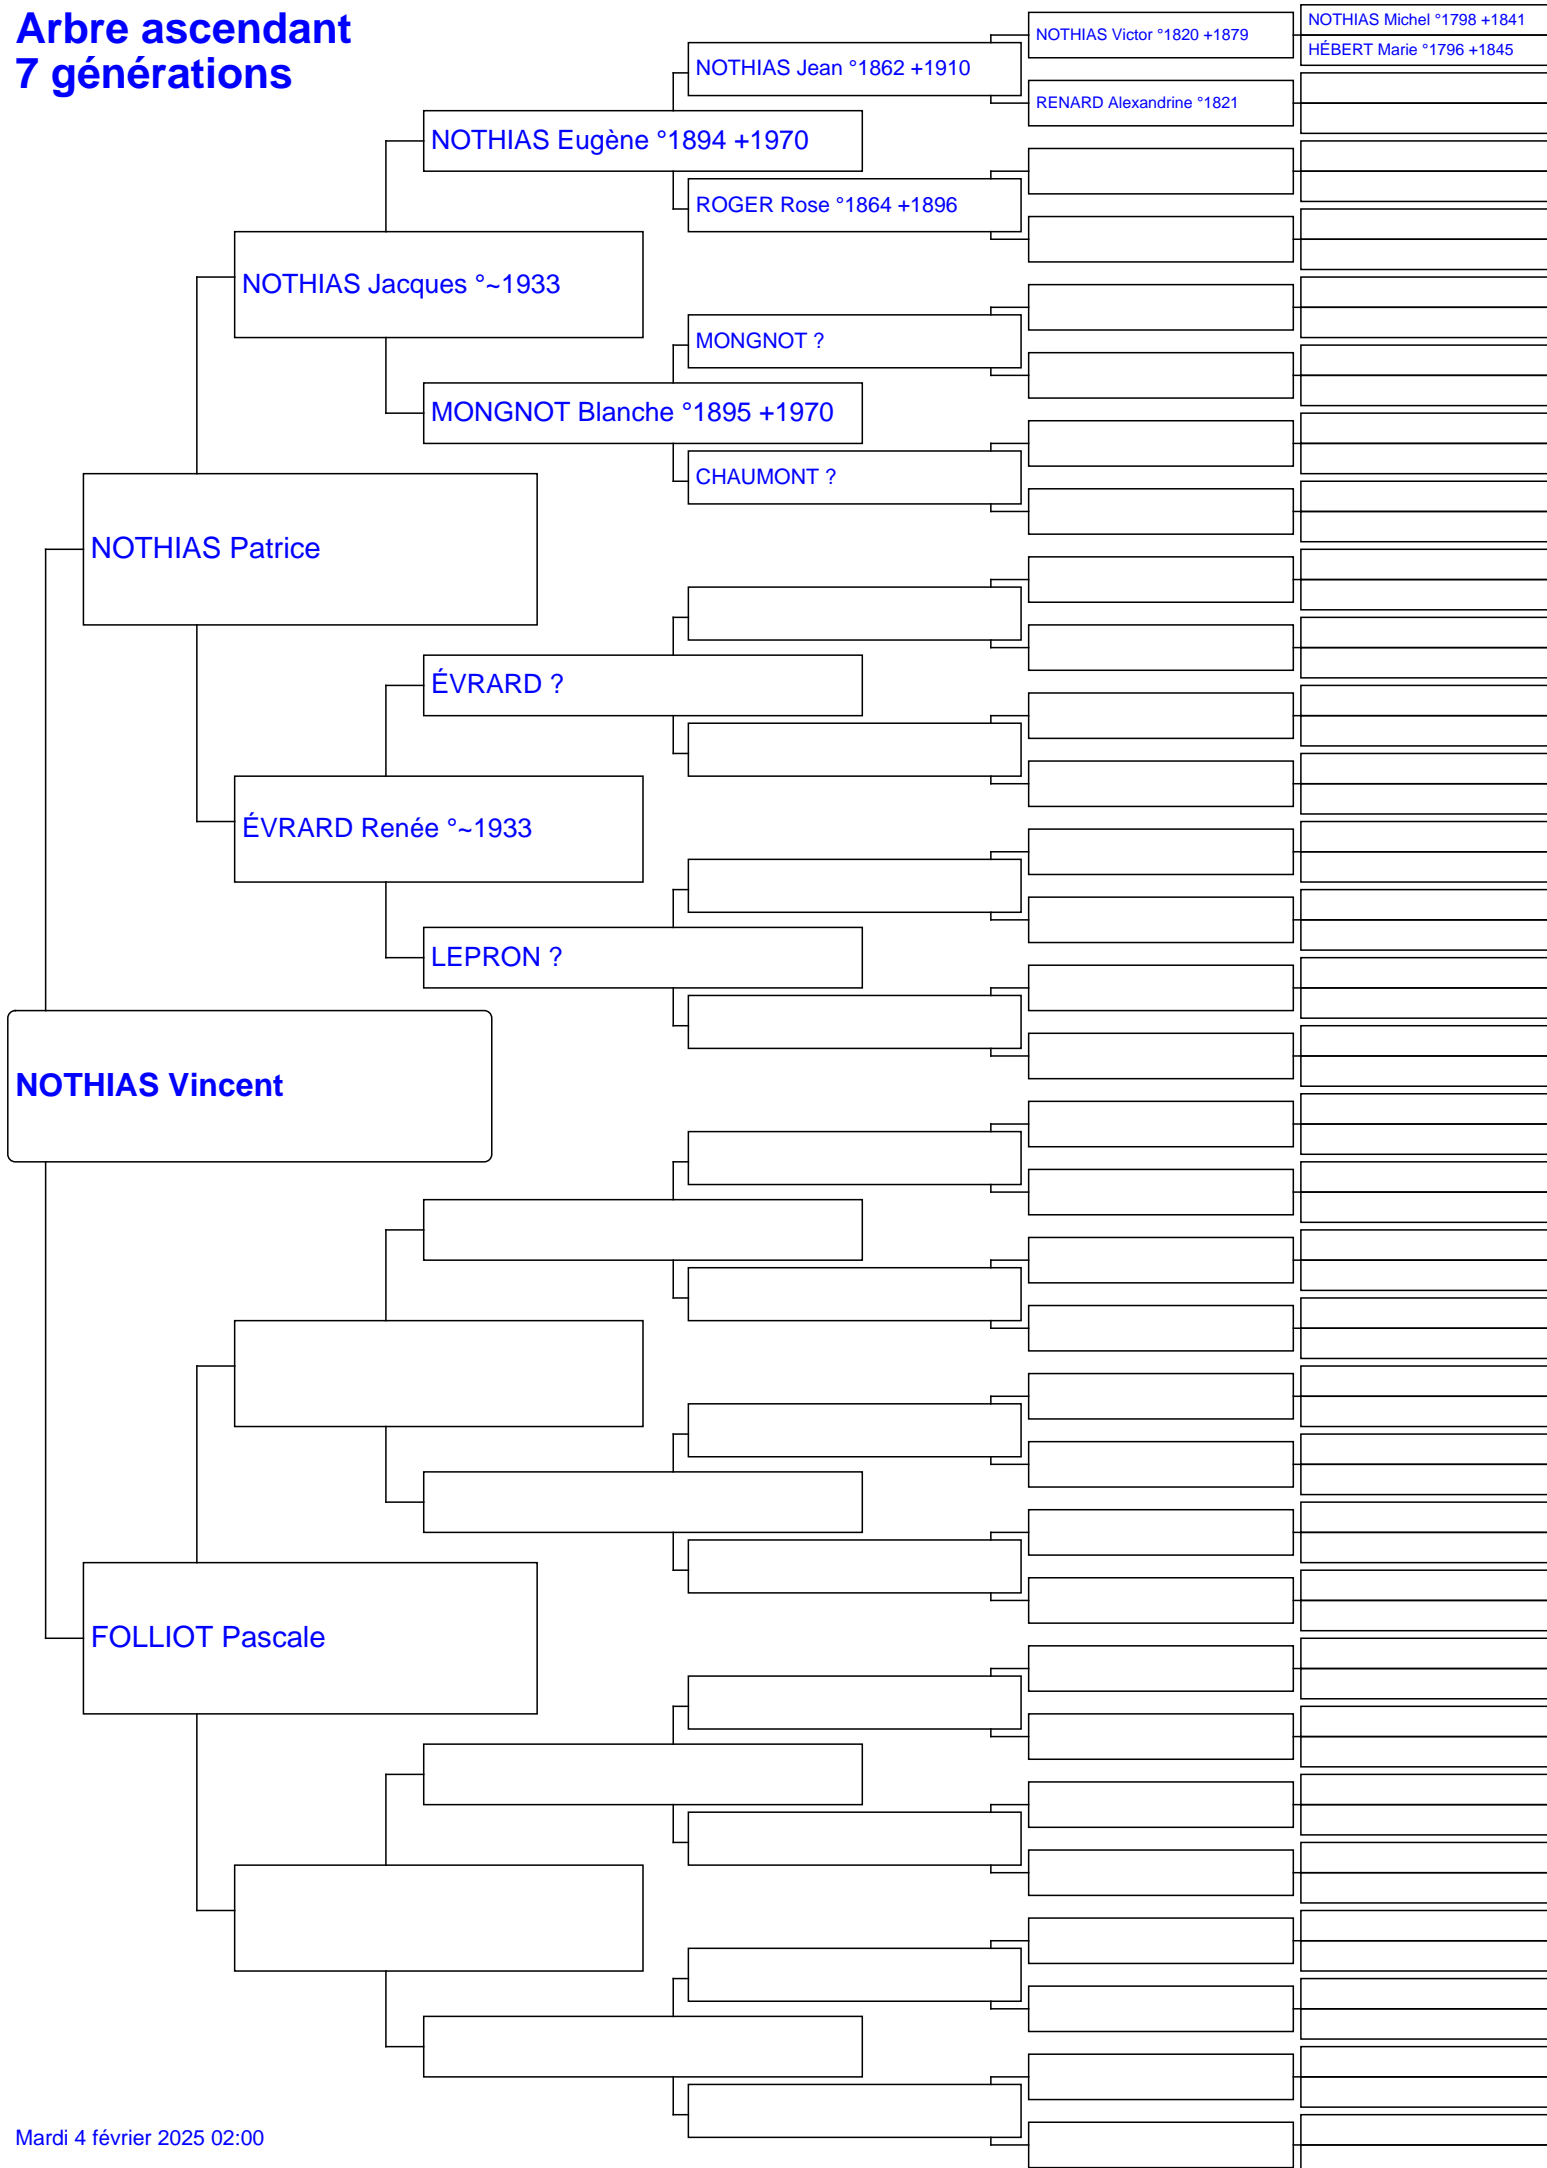 Arbre ascendant
7 générations
NOTHIAS Michel °1798 +1841
NOTHIAS Victor °1820 +1879
HÉBERT Marie °1796 +1845
NOTHIAS Jean °1862 +1910
RENARD Alexandrine °1821
NOTHIAS Eugène °1894 +1970
ROGER Rose °1864 +1896
NOTHIAS Jacques °~1933
MONGNOT ?
MONGNOT Blanche °1895 +1970
CHAUMONT ?
NOTHIAS Patrice
ÉVRARD ?
ÉVRARD Renée °~1933
LEPRON ?
NOTHIAS Vincent
FOLLIOT Pascale
Mardi 4 février 2025 02:00